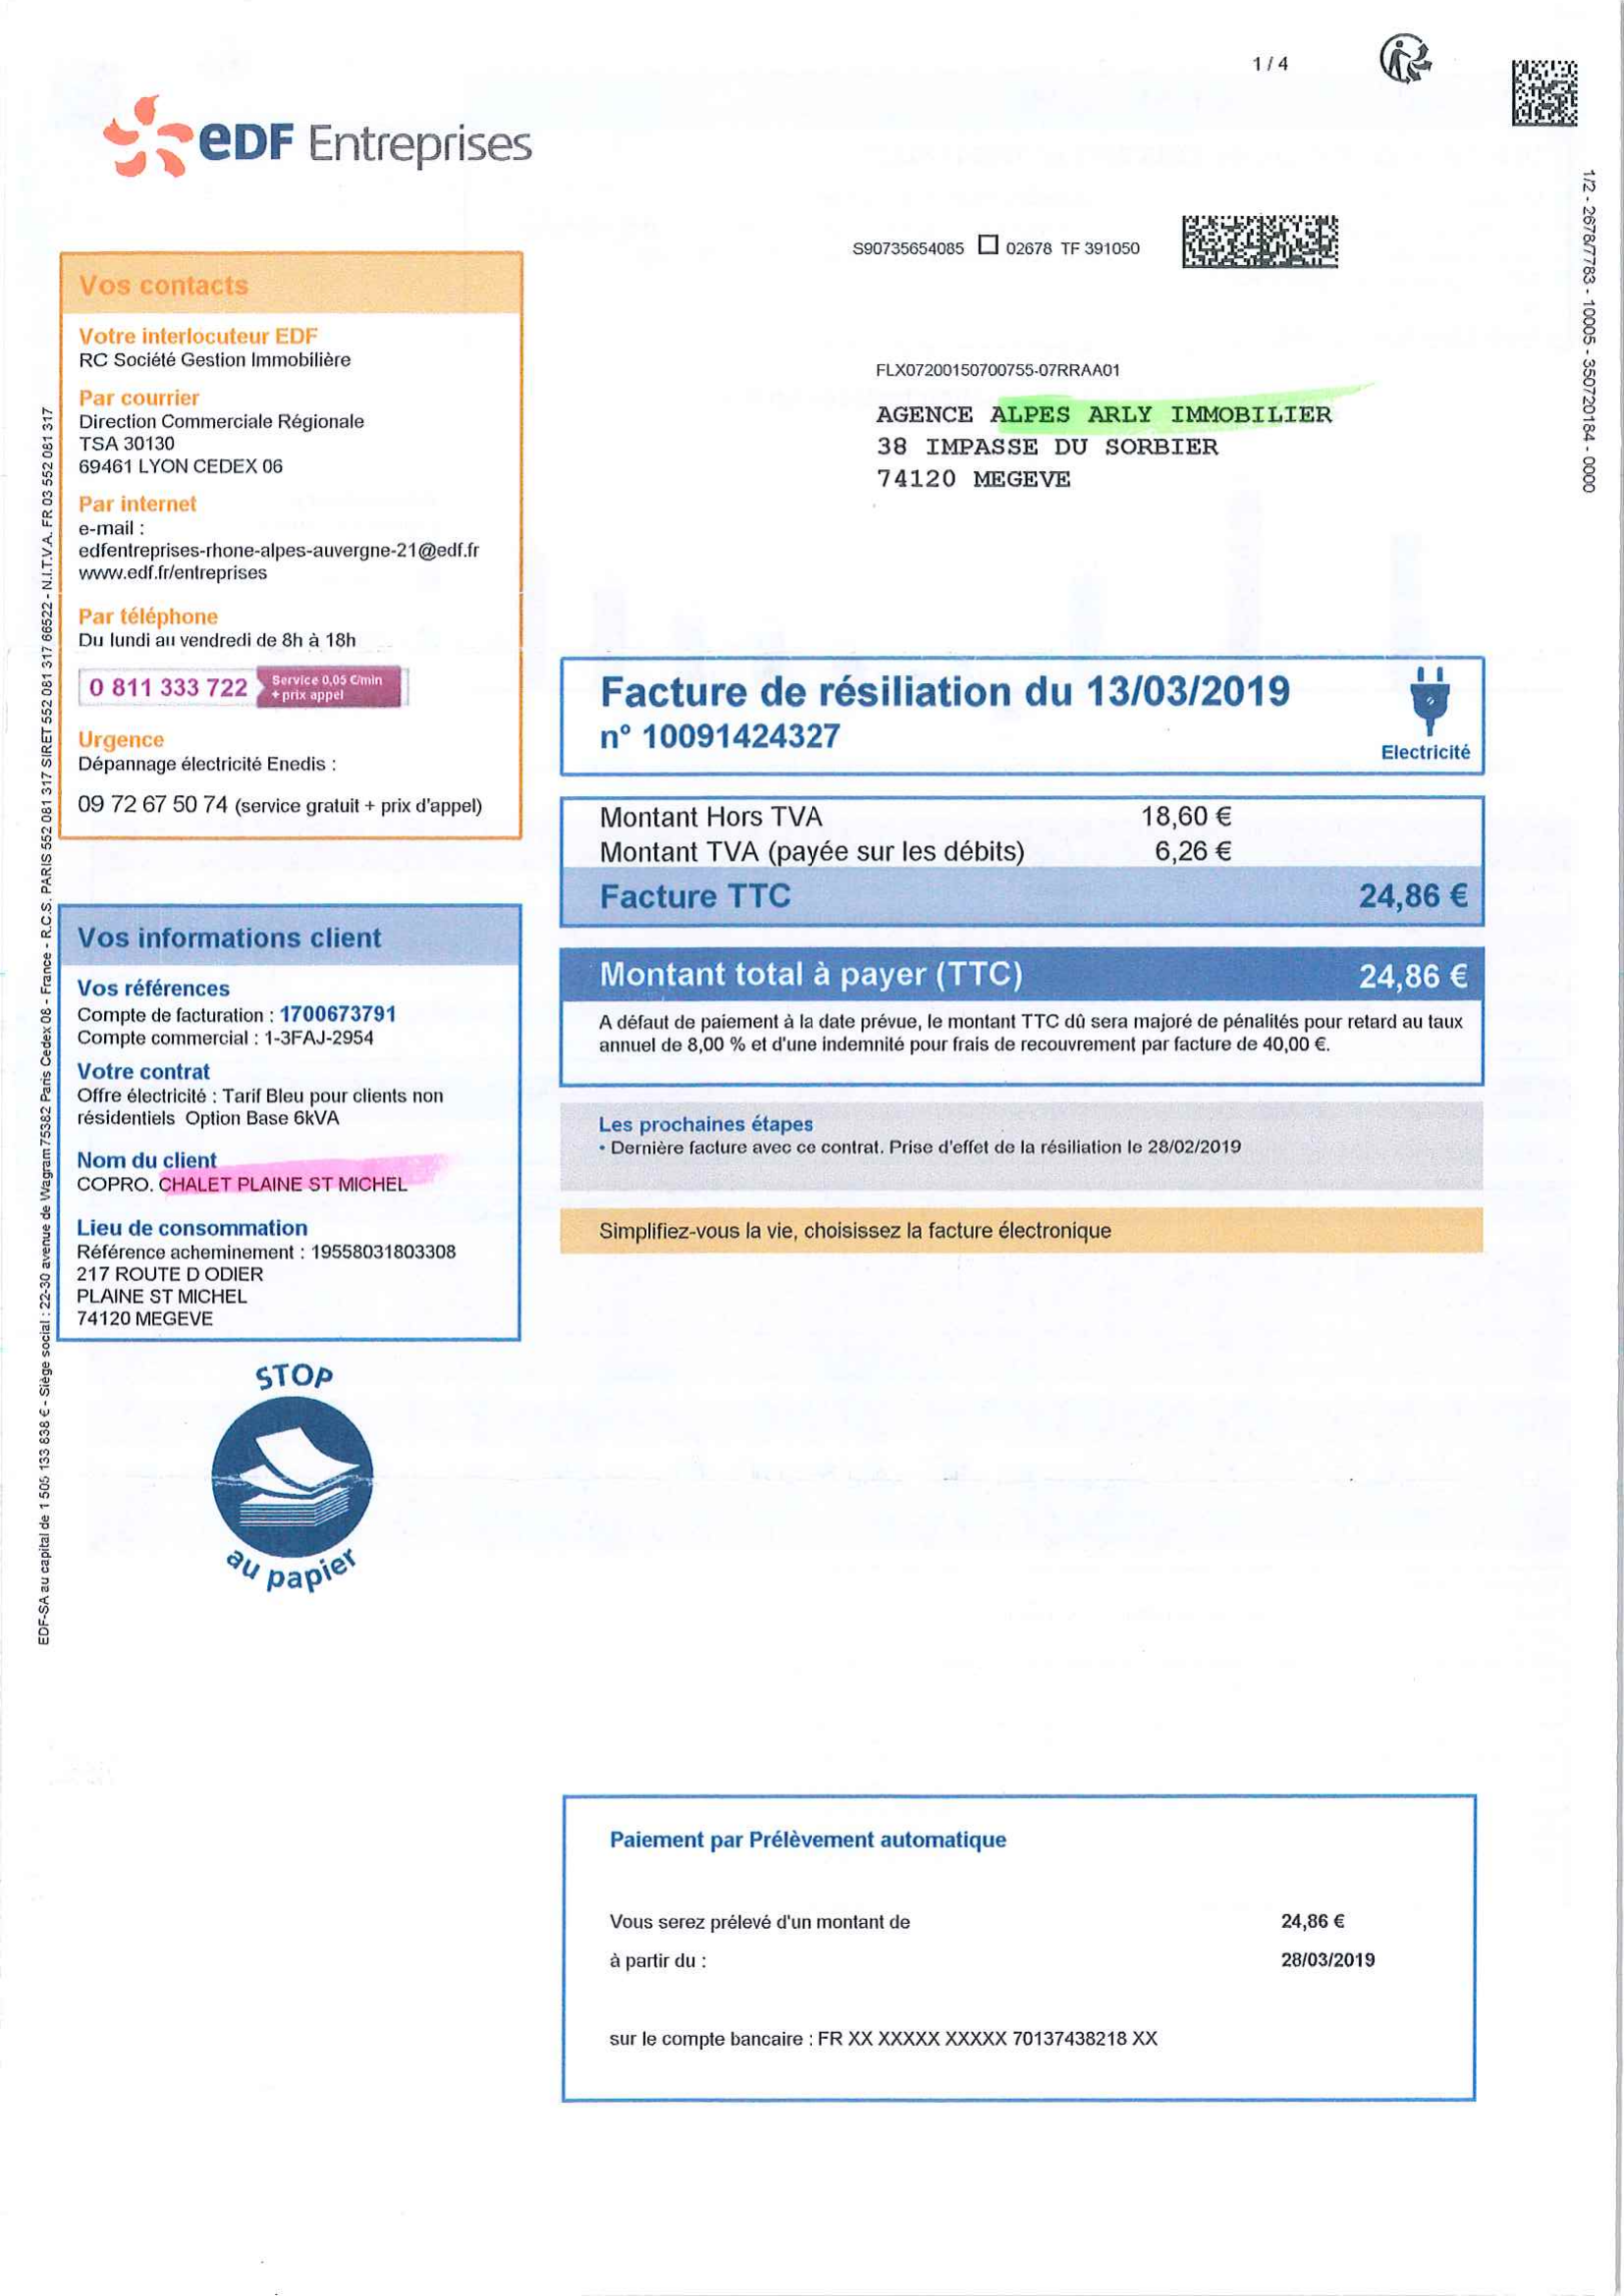 1 / 4
eDF Entreprises
S90735654085 02678 TF 391050
1/2 - 2678/7783 - 10005 - 350720184 - 0000
Vos contacts
Votre interlocuteur EDF
RC Société Gestion Immobilière
Par courrier
Direction Commerciale Régionale
TSA 30130
69461 LYON CEDEX 06
Par internet
e-mail :
edfentreprises-rhone-alpes-auvergne-21@edf.fr
www.edf.fr/entreprises
Par téléphone
Du lundi au vendredi de 8h à 18h
0 811 333 722 Service 0,05 €/min
+ prix appel
Urgence
Dépannage électricité Enedis :
09 72 67 50 74 (service gratuit + prix d'appel)
FLX07200150700755-07RRAA01
AGENCE ALPES ARLY IMMOBILIER
38 IMPASSE DU SORBIER
74120 MEGEVE
Facture de résiliation du 13/03/2019
n° 10091424327
Electricité
Montant Hors TVA 18,60 €
Montant TVA (payée sur les débits) 6,26 €
Facture TTC 24,86 €
Montant total à payer (TTC) 24,86 €
A défaut de paiement à la date prévue, le montant TTC dû sera majoré de pénalités pour retard au taux
annuel de 8,00 % et d'une indemnité pour frais de recouvrement par facture de 40,00 €.
Les prochaines étapes
• Dernière facture avec ce contrat. Prise d'effet de la résiliation le 28/02/2019
Simplifiez-vous la vie, choisissez la facture électronique
Vos informations client
Vos références
Compte de facturation : 1700673791
Compte commercial : 1-3FAJ-2954
Votre contrat
Offre électricité : Tarif Bleu pour clients non
résidentiels Option Base 6kVA
Nom du client
COPRO. CHALET PLAINE ST MICHEL
Lieu de consommation
Référence acheminement : 19558031803308
217 ROUTE D ODIER
PLAINE ST MICHEL
74120 MEGEVE
STOP
au papier
EDF-SA au capital de 1 505 133 838 € - Siège social : 22-30 avenue de Wagram 75382 Paris Cedex 08 - France - R.C.S. PARIS 552 081 317 SIRET 552 081 317 66522 - N.I.T.V.A. FR 03 552 081 317
Paiement par Prélèvement automatique
Vous serez prélevé d'un montant de 24,86 €
à partir du : 28/03/2019
sur le compte bancaire : FR XX XXXXX XXXXX 70137438218 XX